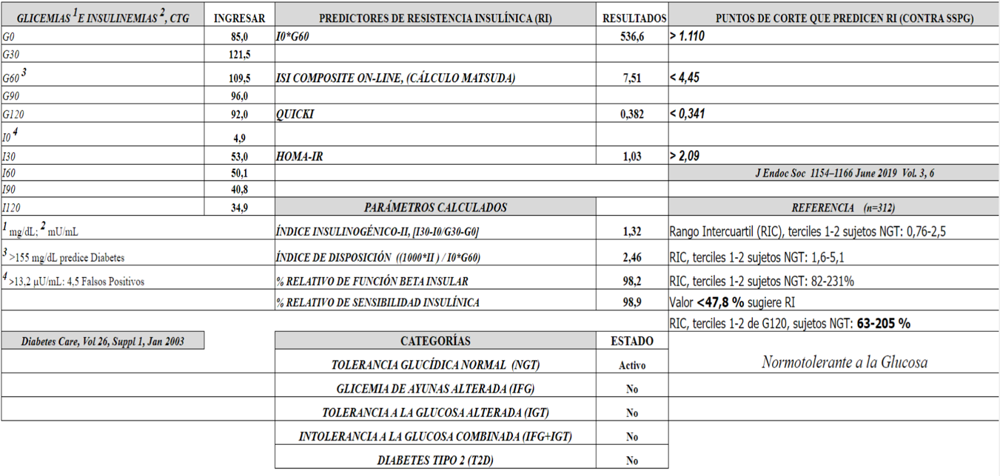 GLICEMIAS 1 E INSULINEMIAS 2, CTG INGRESAR PREDICTORES DE RESISTENCIA INSULÍNICA (RI) RESULTADOS PUNTOS DE CORTE QUE PREDICEN RI (CONTRA SSPG)
G0 85,0 I0*G60 536,6 > 1.110
G30 121,5
G60 3 109,5 ISI COMPOSITE ON-LINE, (CÁLCULO MATSUDA) 7,51 < 4,45
G90 96,0
G120 92,0 QUICKI 0,382 < 0,341
I0 4 4,9
I30 53,0 HOMA-IR 1,03 > 2,09
I60 50,1 J Endoc Soc 1154–1166 June 2019 Vol. 3, 6
I90 40,8
I120 34,9 PARÁMETROS CALCULADOS REFERENCIA (n=312)
1 mg/dL; 2 mU/mL ÍNDICE INSULINOGÉNICO-II, [I30-I0/G30-G0] 1,32 Rango Intercuartil (RIC), terciles 1-2 sujetos NGT: 0,76-2,5
3 >155 mg/dL predice Diabetes ÍNDICE DE DISPOSICIÓN ((1000*II ) / I0*G60) 2,46 RIC, terciles 1-2 sujetos NGT: 1,6-5,1
4 >13,2 µU/mL: 4,5 Falsos Positivos % RELATIVO DE FUNCIÓN BETA INSULAR 98,2 RIC, terciles 1-2 sujetos NGT: 82-231%
% RELATIVO DE SENSIBILIDAD INSULÍNICA 98,9 Valor <47,8 % sugiere RI
RIC, terciles 1-2 de G120, sujetos NGT: 63-205 %
Diabetes Care, Vol 26, Suppl 1, Jan 2003 CATEGORÍAS ESTADO
TOLERANCIA GLUCÍDICA NORMAL (NGT) Activo Normotolerante a la Glucosa
GLICEMIA DE AYUNAS ALTERADA (IFG) No
TOLERANCIA A LA GLUCOSA ALTERADA (IGT) No
INTOLERANCIA A LA GLUCOSA COMBINADA (IFG+IGT) No
DIABETES TIPO 2 (T2D) No